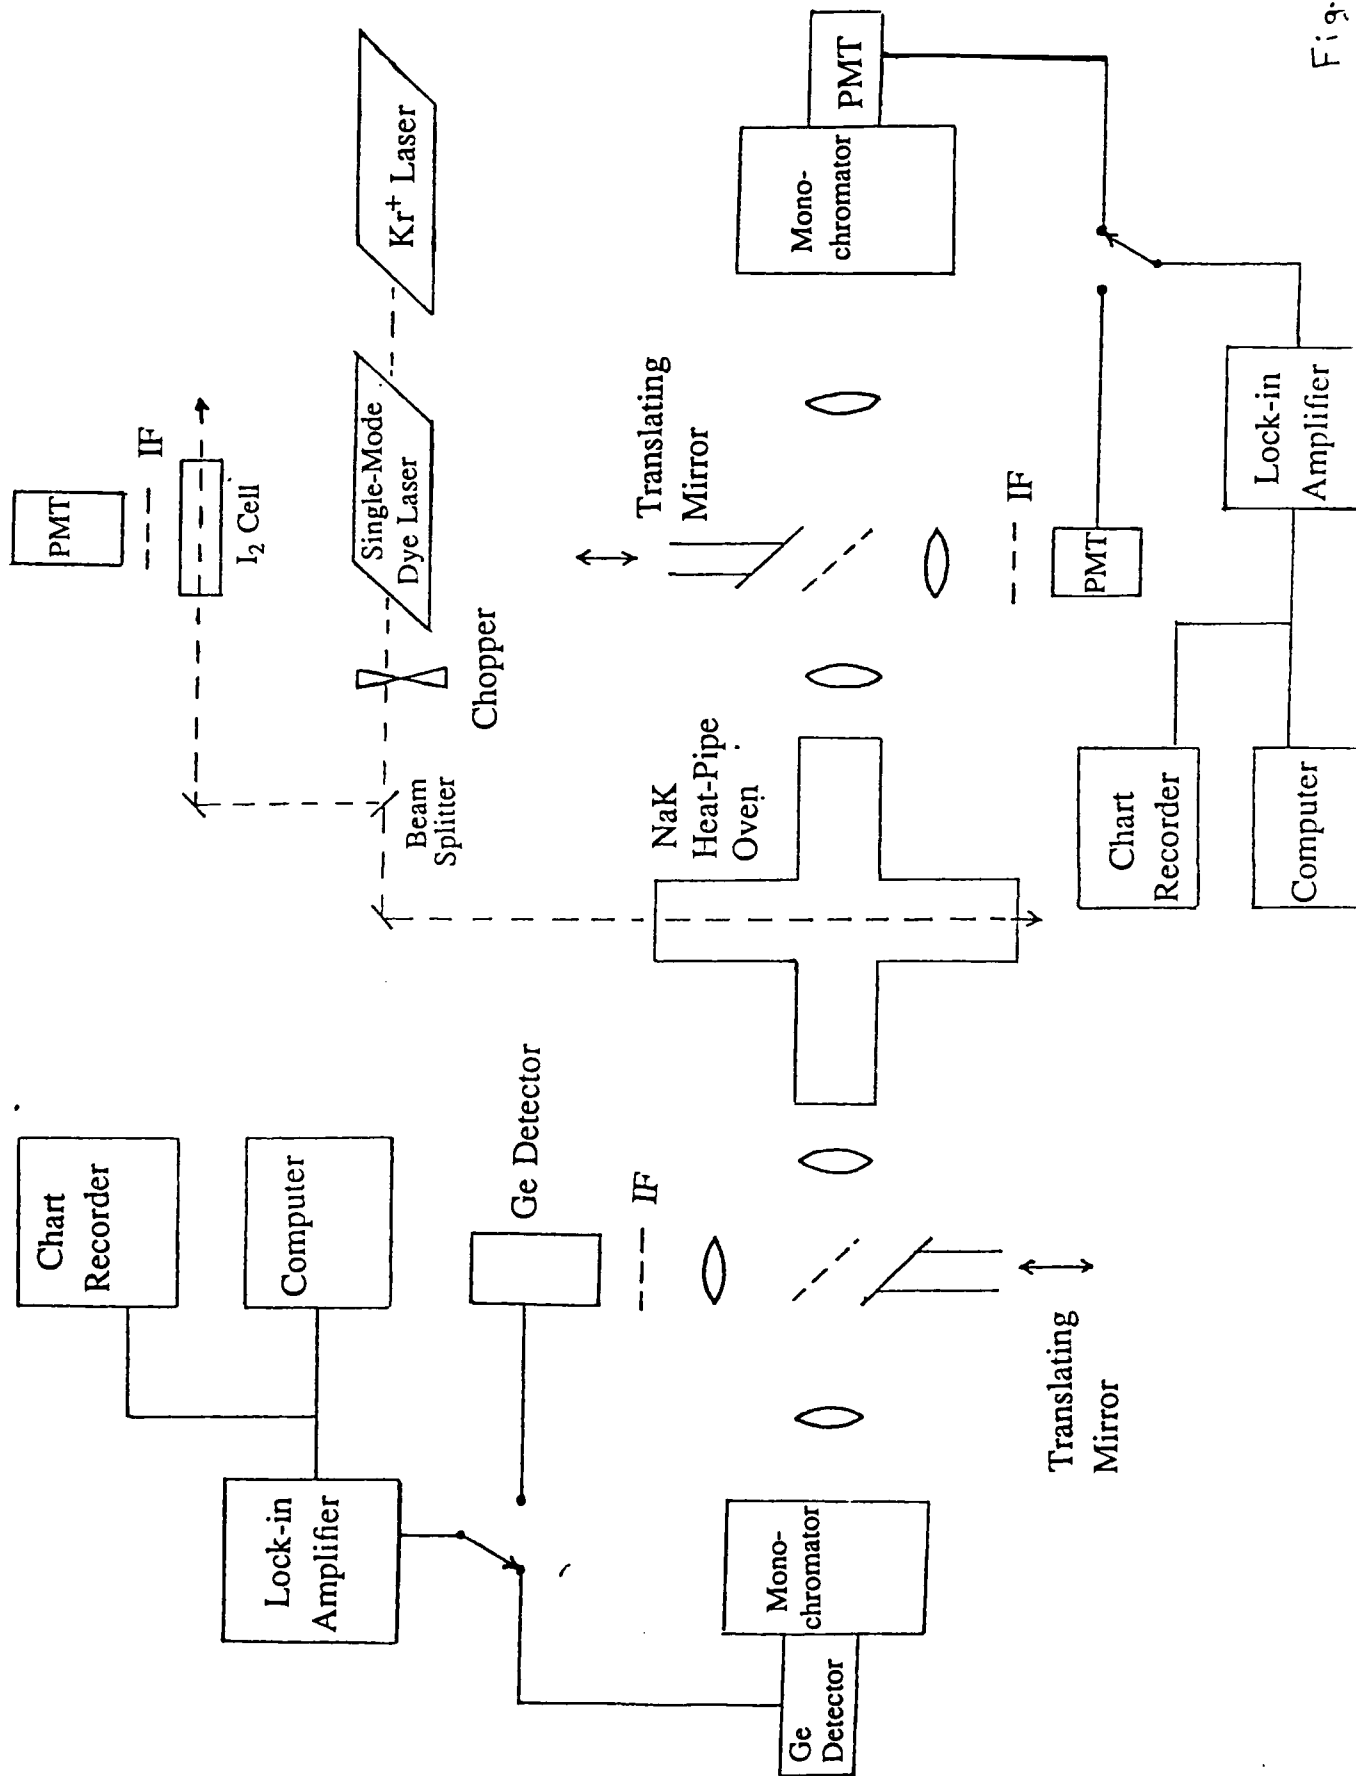 PMT
IF
I₂ Cell
Kr⁺ Laser
Single-Mode
Dye Laser
Chopper
Beam
Splitter
Chart
Recorder
Computer
Lock-in
Amplifier
Ge Detector
IF
NaK
Heat-Pipe
Oven
Translating
Mirror
Mono-
chromator
PMT
Ge
Detector
Mono-
chromator
Translating
Mirror
IF
PMT
Chart
Recorder
Computer
Lock-in
Amplifier
Fig.